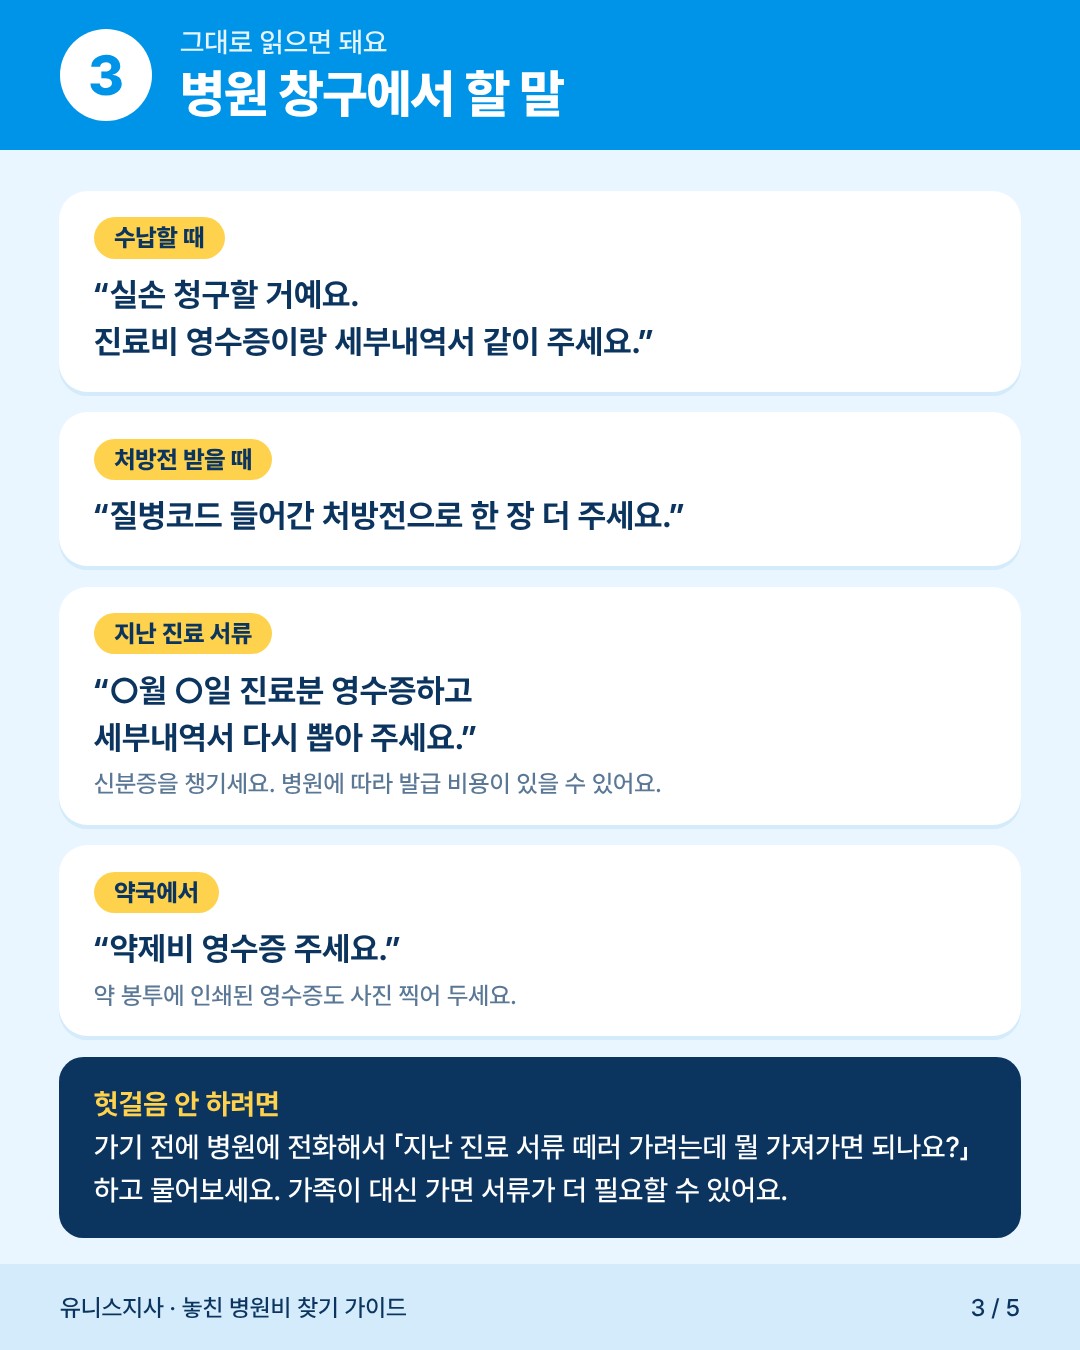 3
그대로 읽으면 돼요
병원 창구에서 할 말
수납할 때
“실손 청구할 거예요.
진료비 영수증이랑 세부내역서 같이 주세요.”
처방전 받을 때
“질병코드 들어간 처방전으로 한 장 더 주세요.”
지난 진료 서류
“○월 ○일 진료분 영수증하고
세부내역서 다시 뽑아 주세요.”
신분증을 챙기세요. 병원에 따라 발급 비용이 있을 수 있어요.
약국에서
“약제비 영수증 주세요.”
약 봉투에 인쇄된 영수증도 사진 찍어 두세요.
헛걸음 안 하려면
가기 전에 병원에 전화해서 「지난 진료 서류 떼러 가려는데 뭘 가져가면 되나요?」
하고 물어보세요. 가족이 대신 가면 서류가 더 필요할 수 있어요.
유니스지사 · 놓친 병원비 찾기 가이드
3 / 5